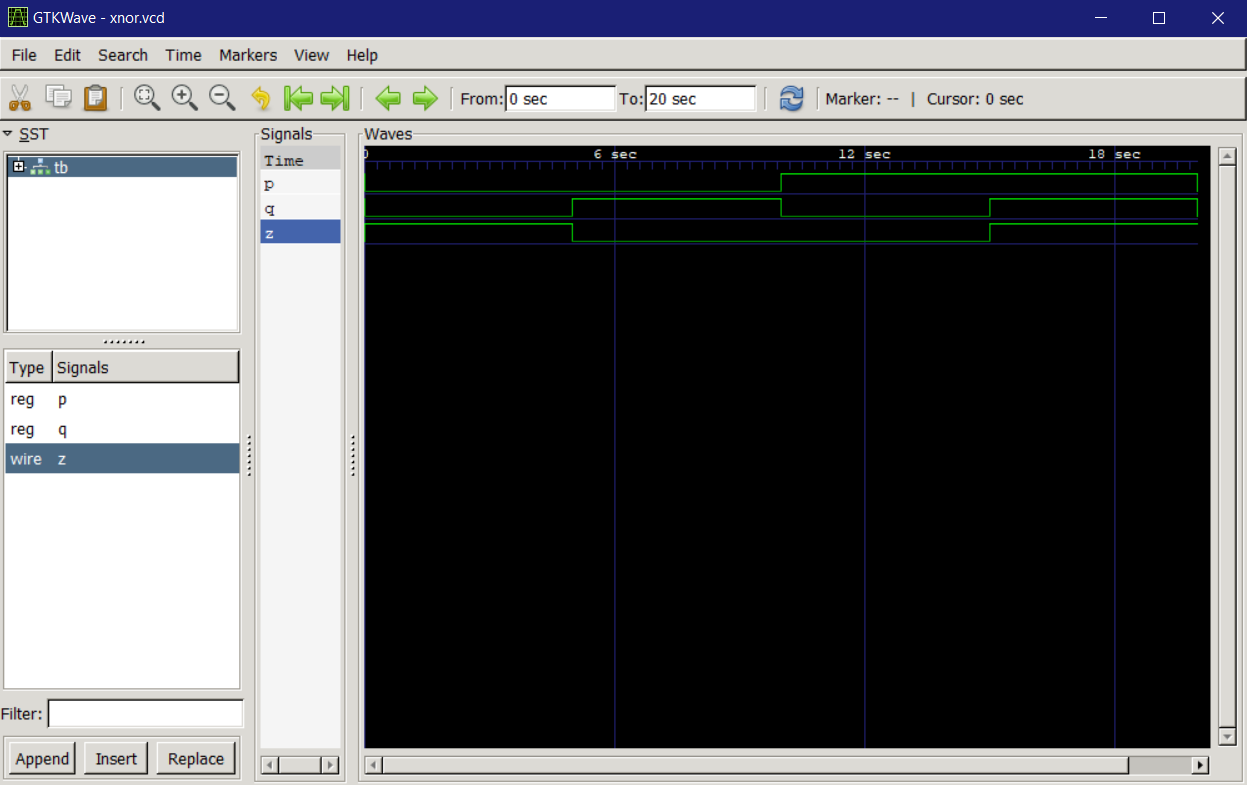 GTKWave - xnor.vcd
File Edit Search Time Markers View Help
From: 0 sec To: 20 sec Marker: -- | Cursor: 0 sec
SST
tb
Type Signals
reg p
reg q
wire z
Filter:
Append Insert Replace
Signals
Time
p
q
z
Waves
0 6 sec 12 sec 18 sec